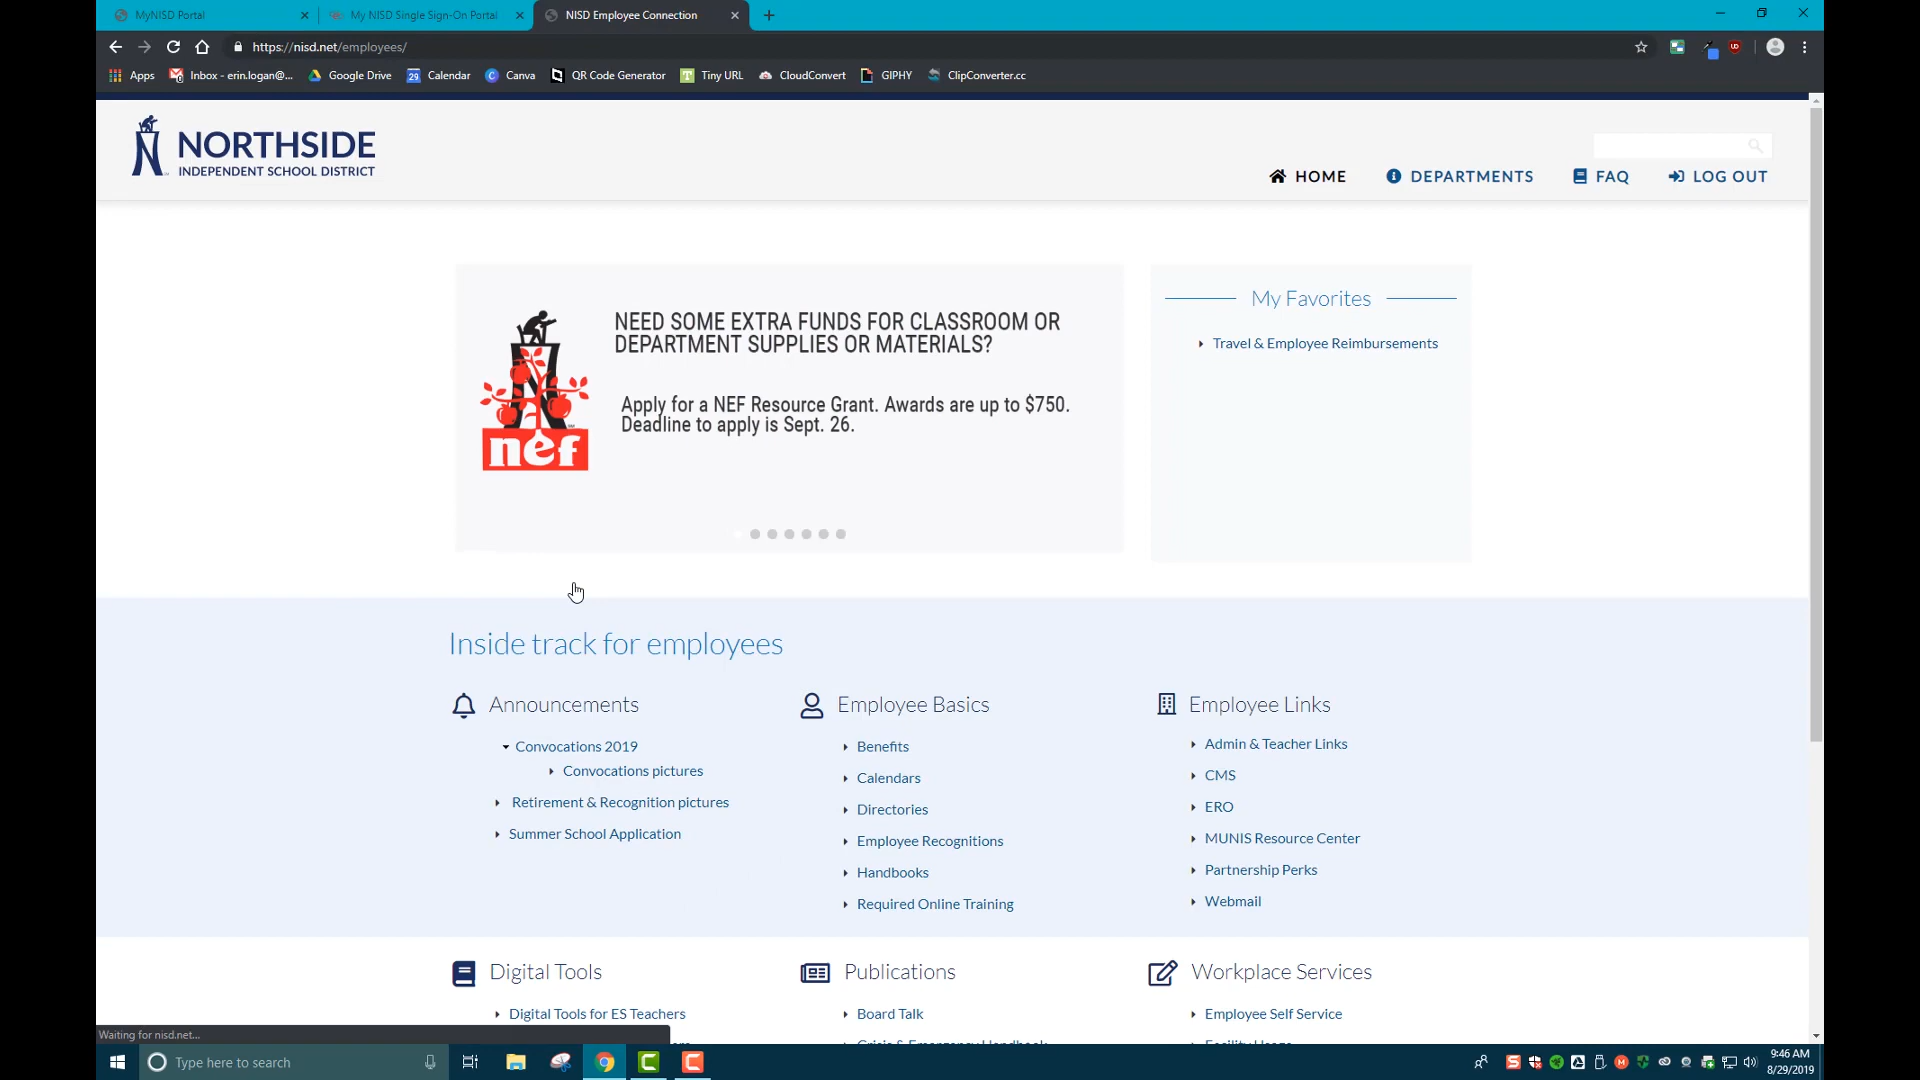 MyNISD Portal
My NISD Single Sign-On Portal
NISD Employee Connection
https://nisd.net/employees/
Apps
Inbox - erin.logan@...
Google Drive
29
Calendar
Canva
QR Code Generator
Tiny URL
CloudConvert
GIPHY
ClipConverter.cc
NORTHSIDE
INDEPENDENT SCHOOL DISTRICT
HOME
DEPARTMENTS
FAQ
LOG OUT
nef
NEED SOME EXTRA FUNDS FOR CLASSROOM OR
DEPARTMENT SUPPLIES OR MATERIALS?
Apply for a NEF Resource Grant. Awards are up to $750.
Deadline to apply is Sept. 26.
My Favorites
Travel & Employee Reimbursements
Inside track for employees
Announcements
Convocations 2019
Convocations pictures
Retirement & Recognition pictures
Summer School Application
Employee Basics
Benefits
Calendars
Directories
Employee Recognitions
Handbooks
Required Online Training
Employee Links
Admin & Teacher Links
CMS
ERO
MUNIS Resource Center
Partnership Perks
Webmail
Digital Tools
Digital Tools for ES Teachers
Publications
Board Talk
Crisis & Emergency Handbook
Workplace Services
Employee Self Service
Facility Usage
Waiting for nisd.net...
Type here to search
9:46 AM
8/29/2019